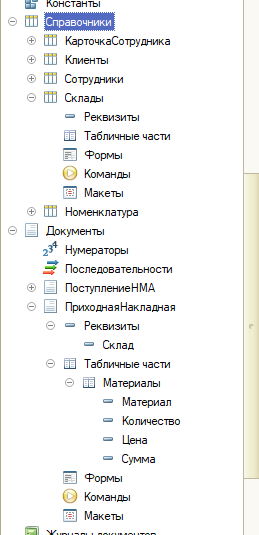 Константы
Справочники
КарточкаСотрудника
Клиенты
Сотрудники
Склады
Реквизиты
Табличные части
Формы
Команды
Макеты
Номенклатура
Документы
Нумераторы
Последовательности
ПоступлениеНМА
ПриходнаяНакладная
Реквизиты
Склад
Табличные части
Материалы
Материал
Количество
Цена
Сумма
Формы
Команды
Макеты
Журналы документов